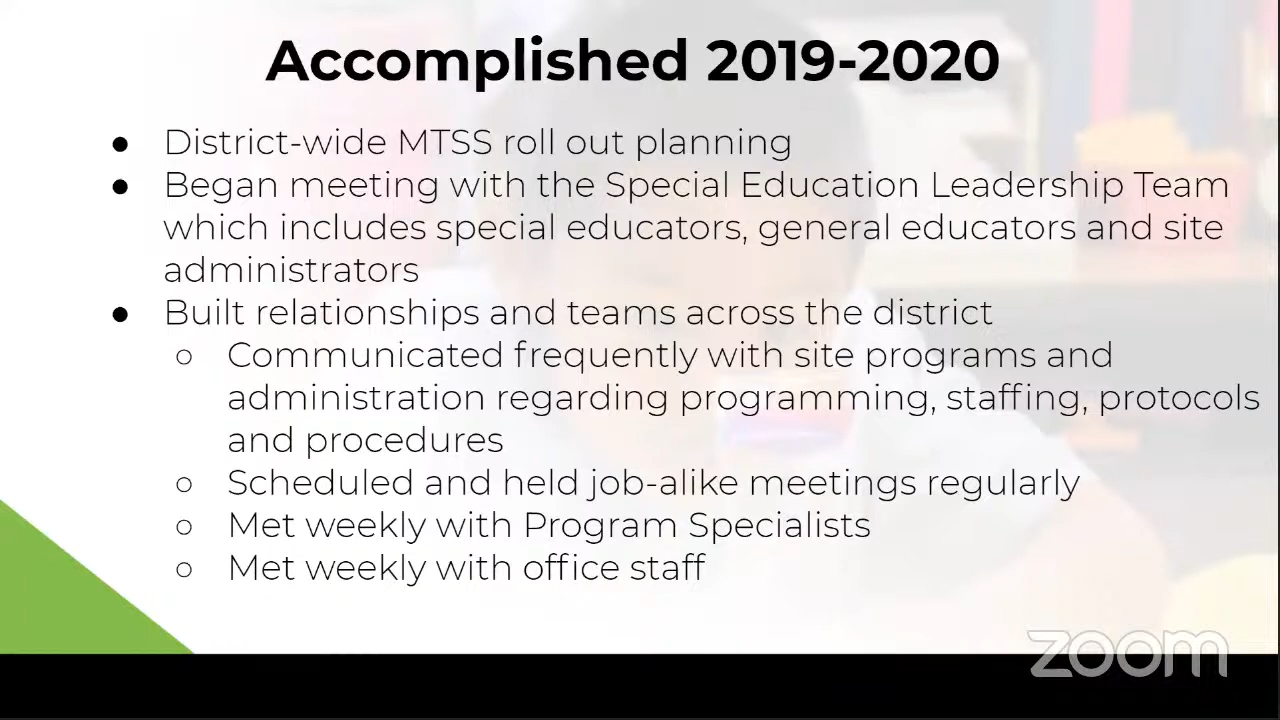 Accomplished 2019-2020
● District-wide MTSS roll out planning
● Began meeting with the Special Education Leadership Team
which includes special educators, general educators and site
administrators
● Built relationships and teams across the district
○ Communicated frequently with site programs and
administration regarding programming, staffing, protocols
and procedures
○ Scheduled and held job-alike meetings regularly
○ Met weekly with Program Specialists
○ Met weekly with office staff
zoom